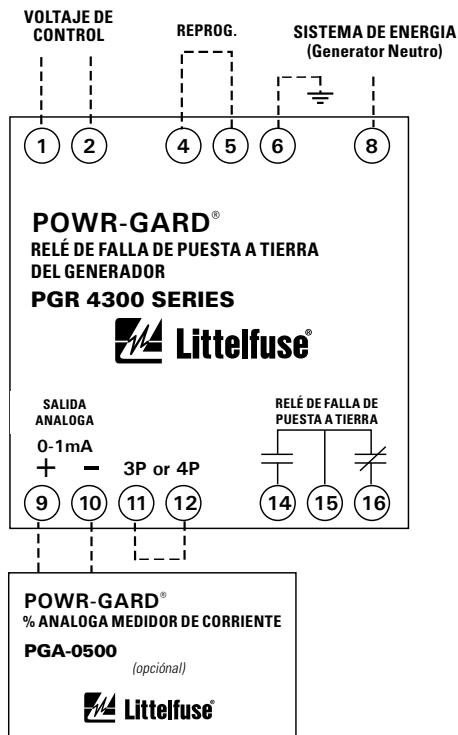 VOLTAJE DE
CONTROL
REPROG.
SISTEMA DE ENERGIA
(Generator Neutro)
1 2 4 5 6 8
POWR-GARD®
RELÉ DE FALLA DE PUESTA A TIERRA
DEL GENERADOR
PGR 4300 SERIES
Littelfuse®
SALIDA
ANALOGA
0-1mA
+ –
3P or 4P
RELÉ DE FALLA DE
PUESTA A TIERRA
9 10 11 12 14 15 16
POWR-GARD®
% ANALOGA MEDIDOR DE CORRIENTE
PGA-0500
(opciónal)
Littelfuse®